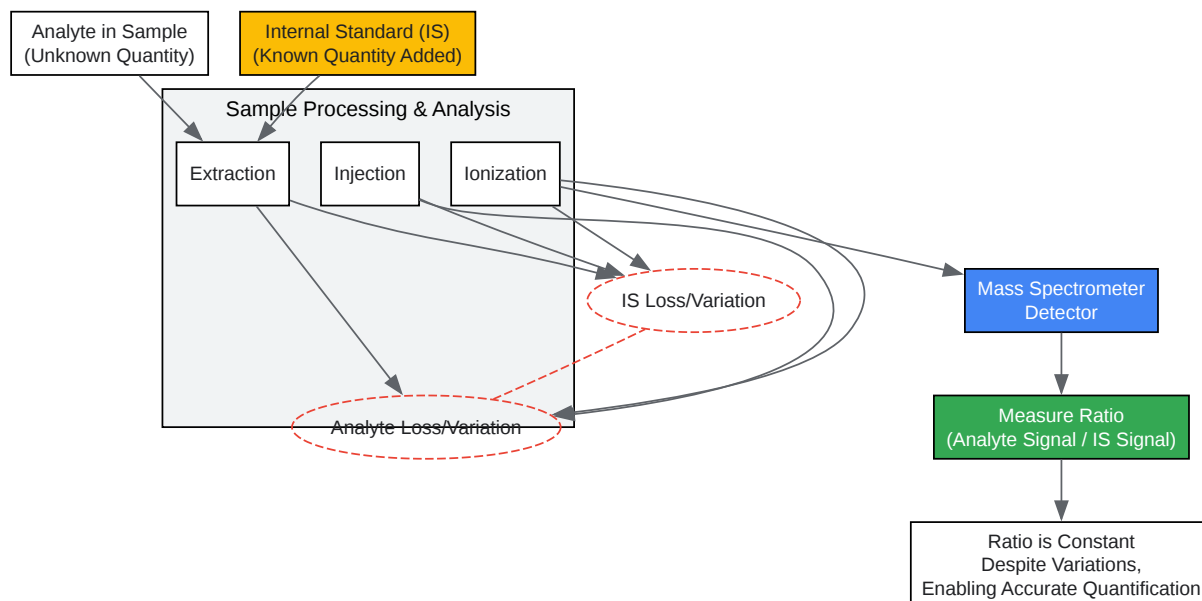 Analyte in Sample
(Unknown Quantity)
Internal Standard (IS)
(Known Quantity Added)
Sample Processing & Analysis
Extraction
Injection
Ionization
IS Loss/Variation
Mass Spectrometer
Detector
Analyte Loss/Variation
Measure Ratio
(Analyte Signal / IS Signal)
Ratio is Constant
Despite Variations,
Enabling Accurate Quantification